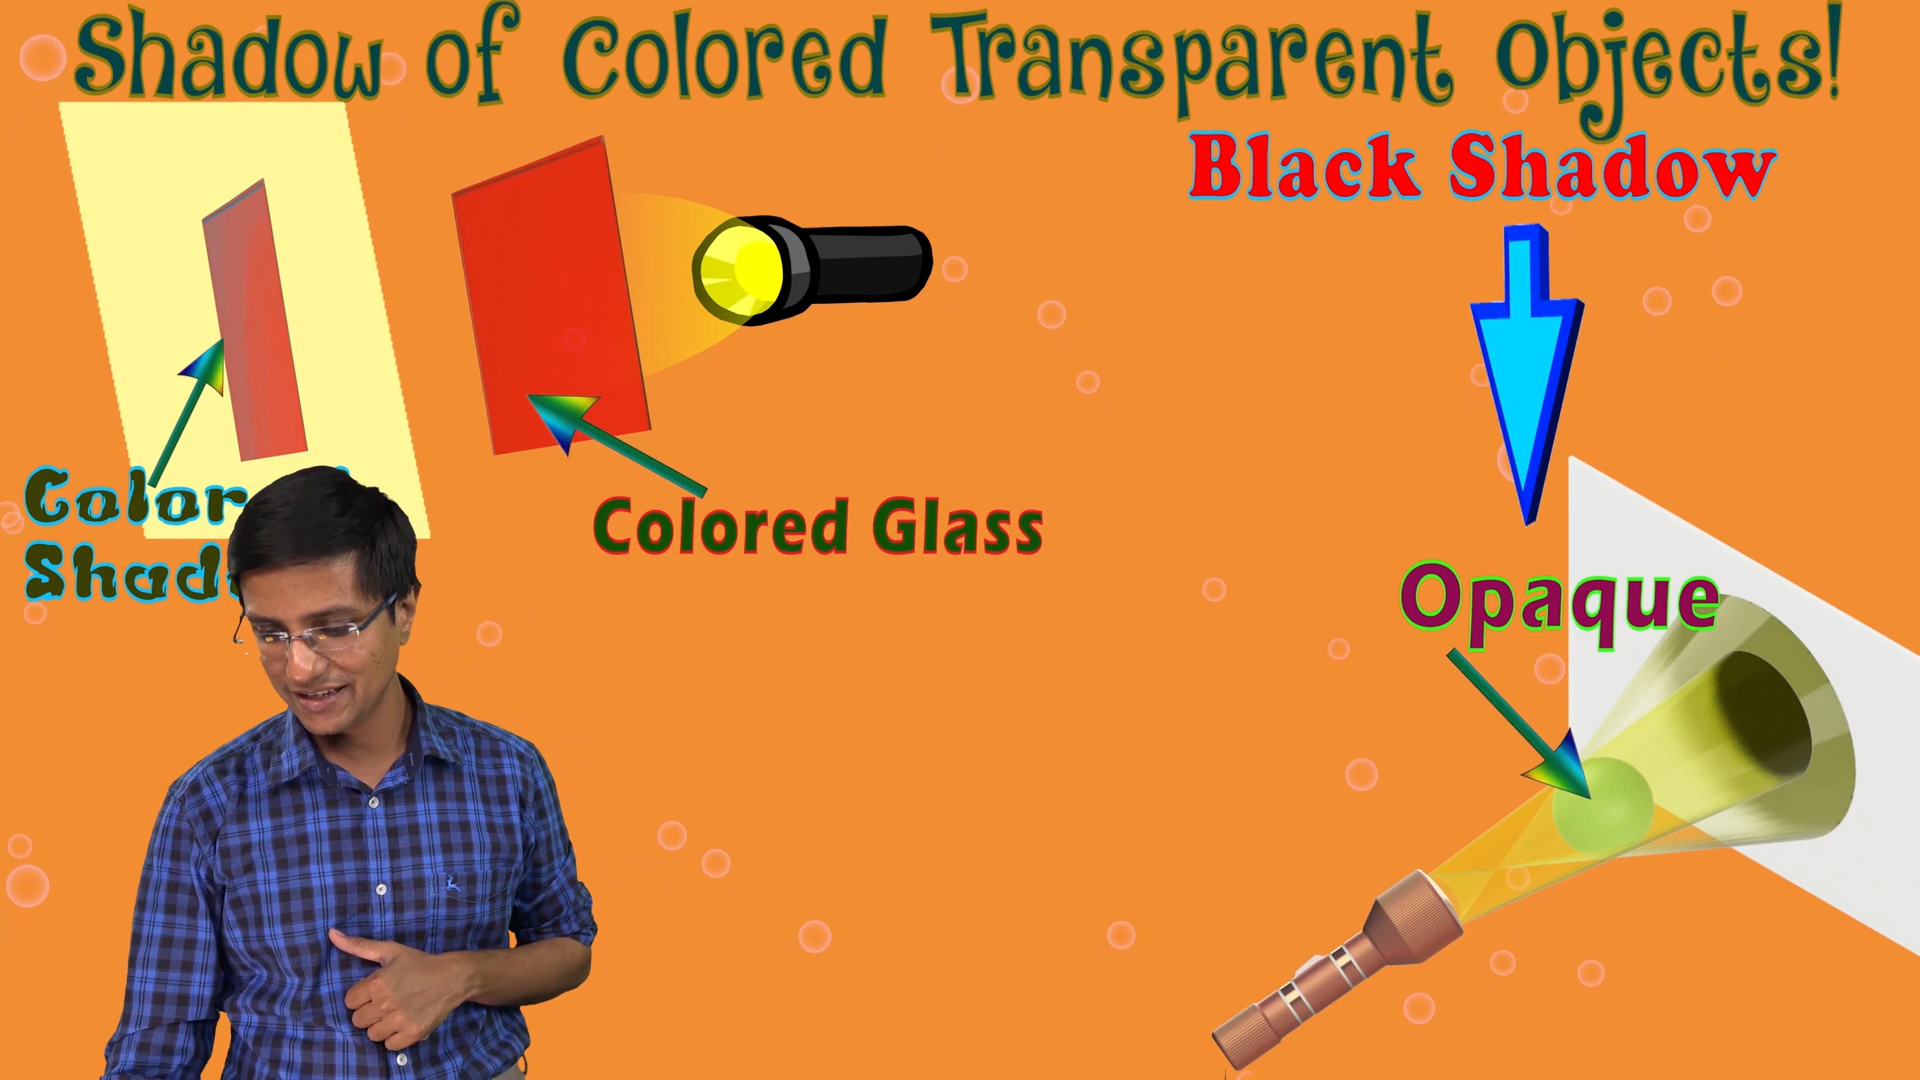 Shadow of Colored Transparent Objects!
Black Shadow
Colored Glass
Opaque